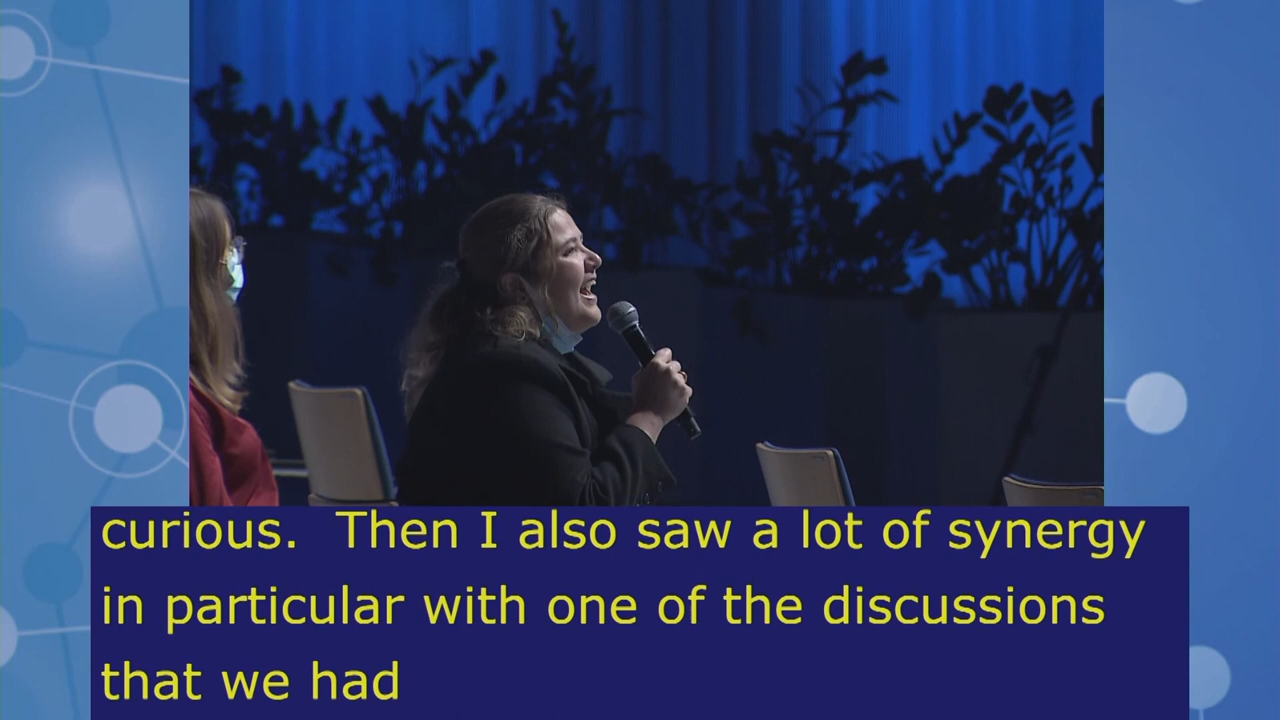 curious.  Then I also saw a lot of synergy
in particular with one of the discussions
that we had